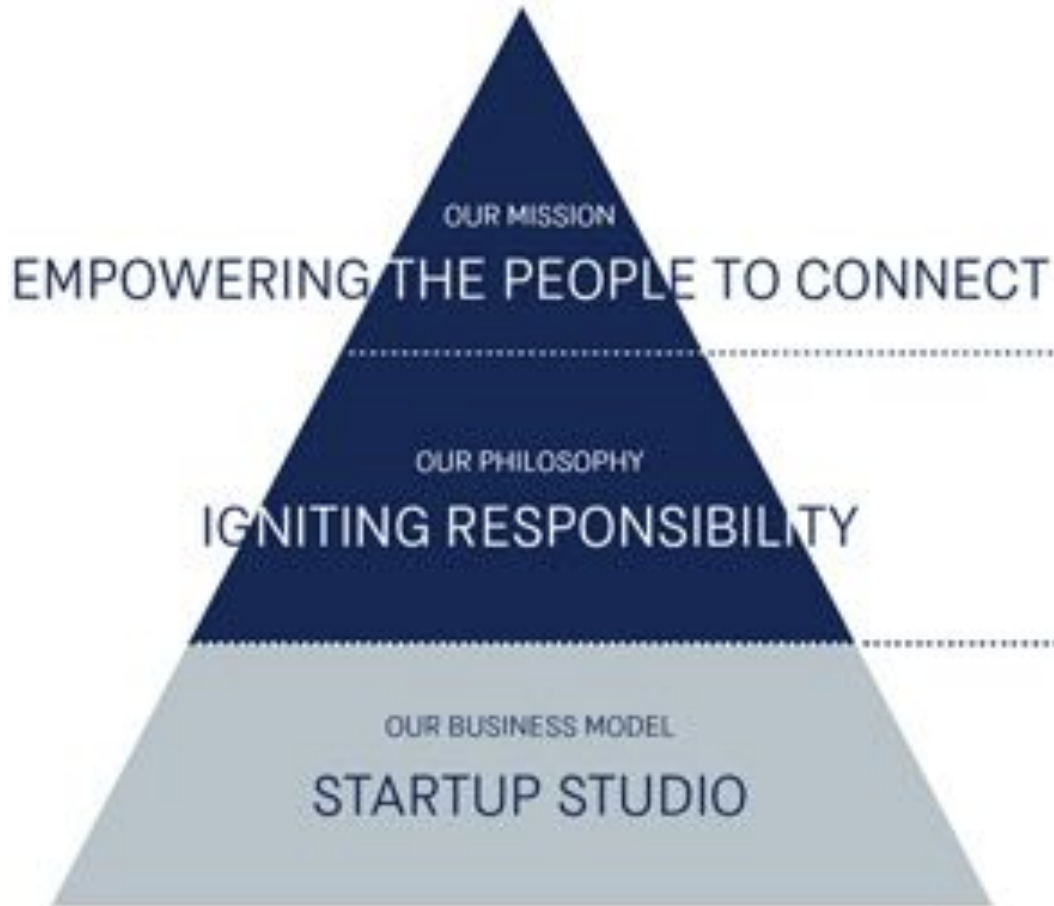 OUR MISSION
EMPOWERING THE PEOPLE TO CONNECT
OUR PHILOSOPHY
IGNITING RESPONSIBILITY
OUR BUSINESS MODEL
STARTUP STUDIO